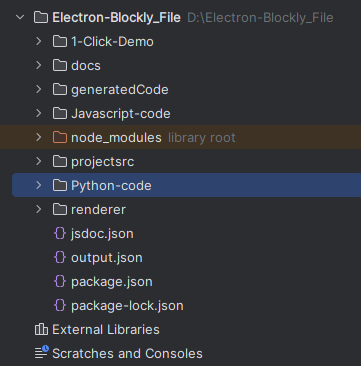 Electron-Blockly_File D:\Electron-Blockly_File
1-Click-Demo
docs
generatedCode
Javascript-code
node_modules library root
projectsrc
Python-code
renderer
{} jsdoc.json
{} output.json
{} package.json
{} package-lock.json
External Libraries
Scratches and Consoles